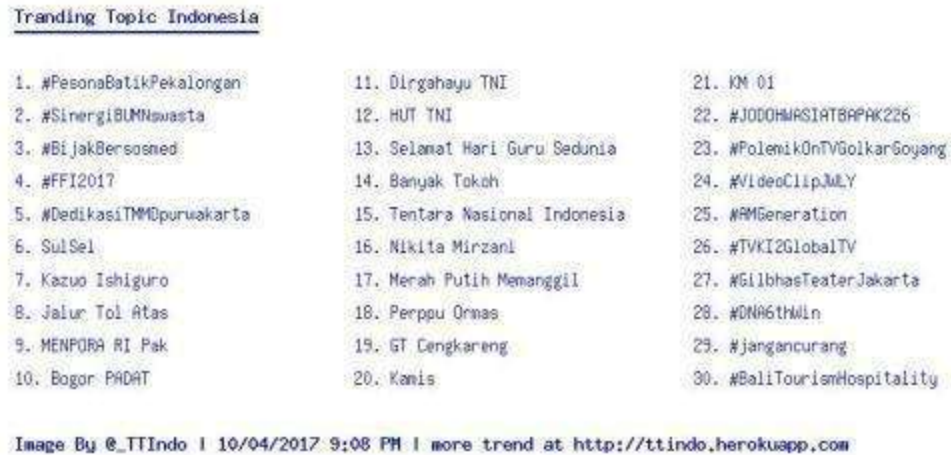 Tranding Topic Indonesia
1. #PesonaBatikPekalongan
2. #SinergiBUMNswasta
3. #BijakBersosmed
4. #FFI2017
5. #DedikasiTMMDpurwakarta
6. SulSel
7. Kazuo Ishiguro
8. Jalur Tol Atas
9. MENPORA RI Pak
10. Bogor PADAT
11. Dirgahayu TNI
12. HUT TNI
13. Selamat Hari Guru Sedunia
14. Banyak Tokoh
15. Tentara Nasional Indonesia
16. Nikita Mirzani
17. Merah Putih Memanggil
18. Perppu Ormas
19. GT Cengkareng
20. Kamis
21. KM 01
22. #JODOHWASIATBAPAK226
23. #PolemikOnTVGolkarGoyang
24. #VideoClipJWLY
25. #AMGeneration
26. #TVKI2GlobalTV
27. #GilbhasTeaterJakarta
28. #DNA6thWin
29. #jangancurang
30. #BaliTourismHospitality
Image By @_TTIndo | 10/04/2017 9:08 PM | more trend at http://ttindo.herokuapp.com